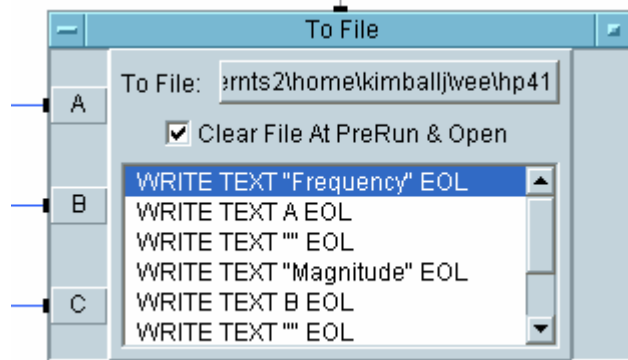 To File
To File: ernts2\home\kimballj\vee\hp41
A
Clear File At PreRun & Open
WRITE TEXT "Frequency" EOL
B
WRITE TEXT A EOL
WRITE TEXT "" EOL
WRITE TEXT "Magnitude" EOL
C
WRITE TEXT B EOL
WRITE TEXT "" EOL